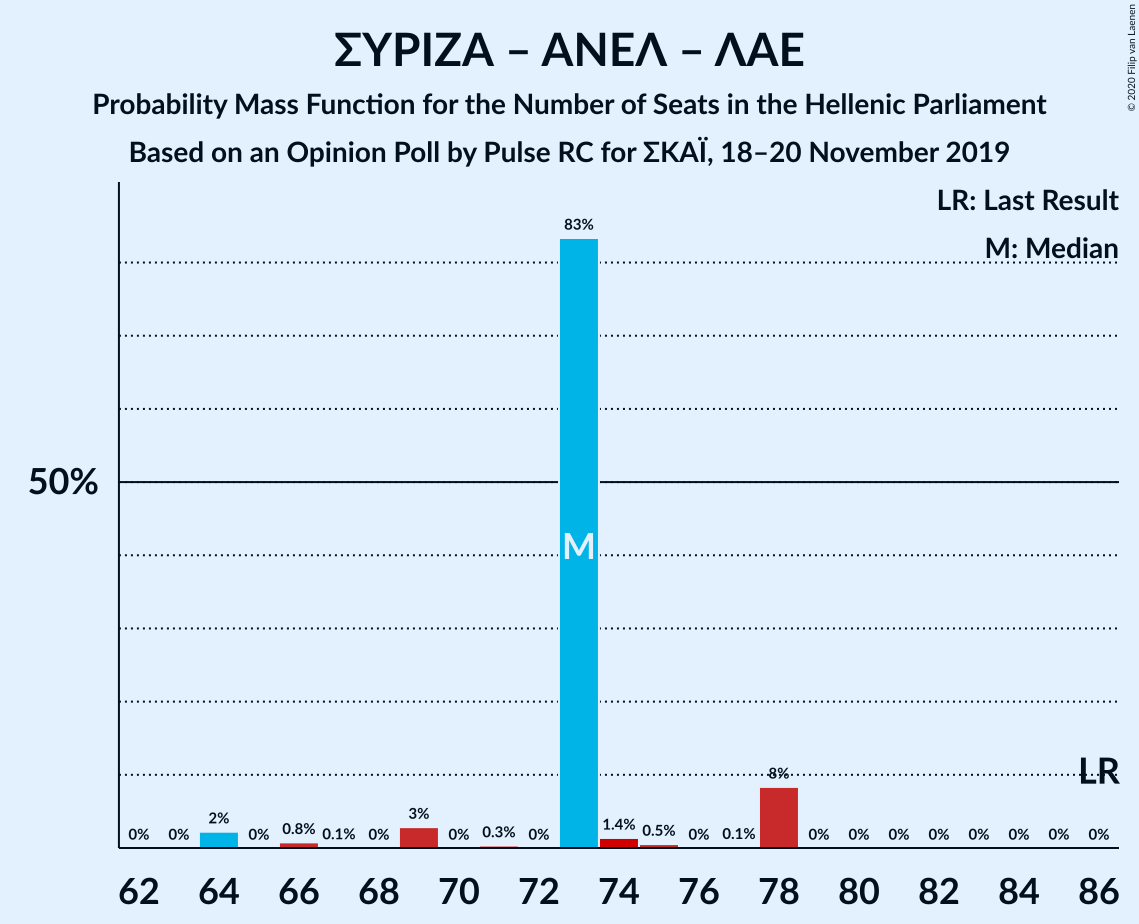 ΣΥΡΙΖΑ – ΑΝΕΛ – ΛΑΕ
Probability Mass Function for the Number of Seats in the Hellenic Parliament
Based on an Opinion Poll by Pulse RC for ΣΚΑΪ, 18–20 November 2019
© 2020 Filip van Laenen
LR: Last Result
M: Median
83%
50%
M
LR
0% 0% 2% 0% 0.8% 0.1% 0% 3% 0% 0.3% 0% 1.4% 0.5% 0% 0.1% 8% 0% 0% 0% 0% 0% 0% 0% 0%
62 64 66 68 70 72 74 76 78 80 82 84 86